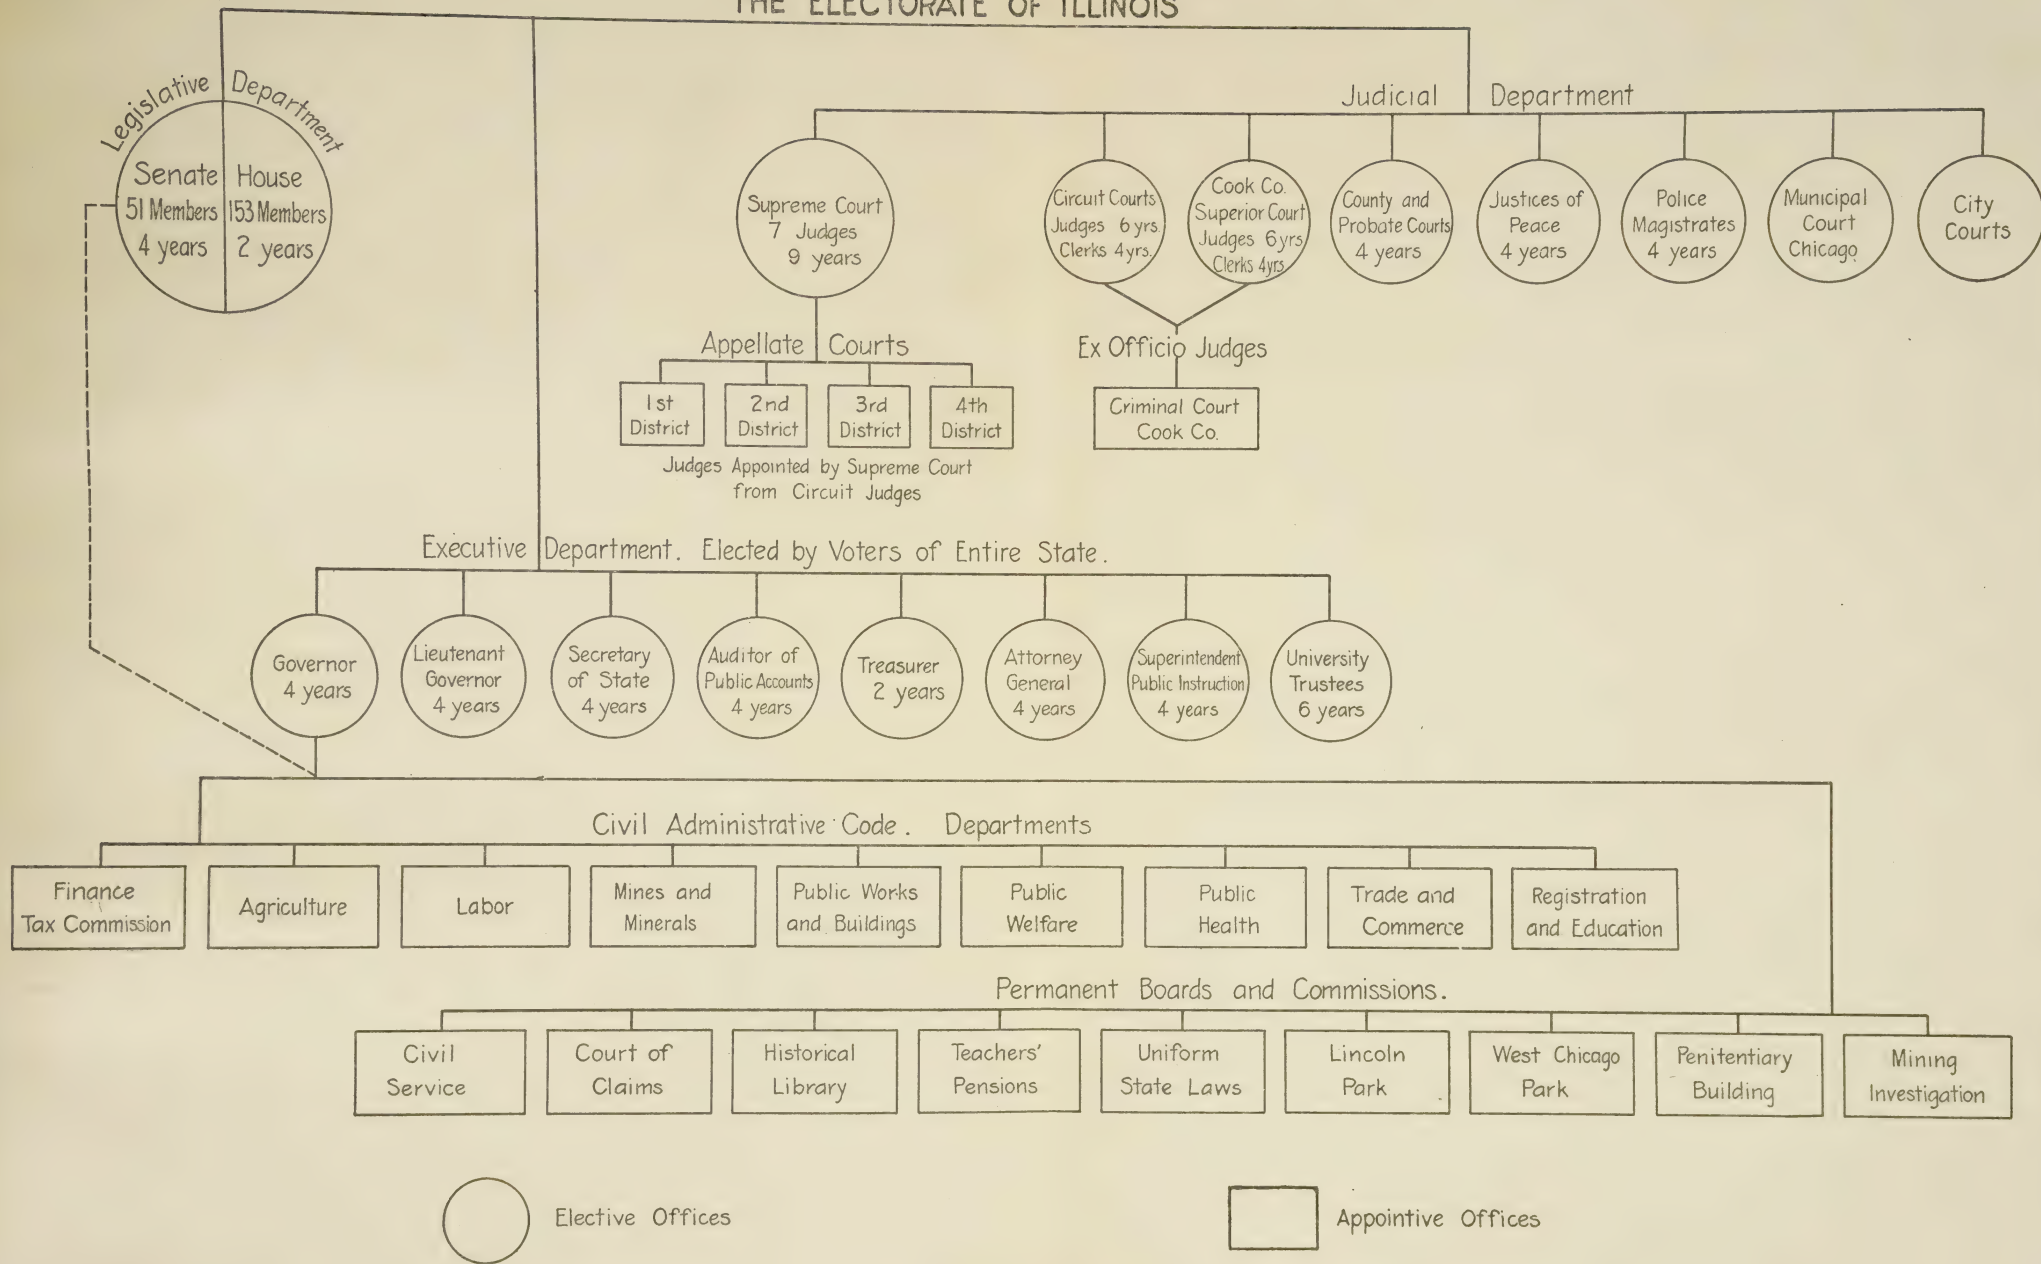 THE ELECTORATE OF ILLINOIS
Legislative Department
Senate
51 Members
4 years
House
153 Members
2 years
Judicial Department
Supreme Court
7 Judges
9 years
Circuit Courts
Judges 6 yrs.
Clerks 4 yrs.
Cook Co.
Superior Court
Judges 6 yrs.
Clerks 4 yrs.
County and
Probate Courts
4 years
Justices of
Peace
4 years
Police
Magistrates
4 years
Municipal
Court
Chicago
City
Courts
Appellate Courts
1st
District
2nd
District
3rd
District
4th
District
Judges Appointed by Supreme Court
from Circuit Judges
Ex Officio Judges
Criminal Court
Cook Co.
Executive Department. Elected by Voters of Entire State.
Governor
4 years
Lieutenant
Governor
4 years
Secretary
of State
4 years
Auditor of
Public Accounts
4 years
Treasurer
2 years
Attorney
General
4 years
Superintendent
Public Instruction
4 years
University
Trustees
6 years
Civil Administrative Code. Departments
Finance
Tax Commission
Agriculture
Labor
Mines and
Minerals
Public Works
and Buildings
Public
Welfare
Public
Health
Trade and
Commerce
Registration
and Education
Permanent Boards and Commissions.
Civil
Service
Court of
Claims
Historical
Library
Teachers'
Pensions
Uniform
State Laws
Lincoln
Park
West Chicago
Park
Penitentiary
Building
Mining
Investigation
Elective Offices
Appointive Offices